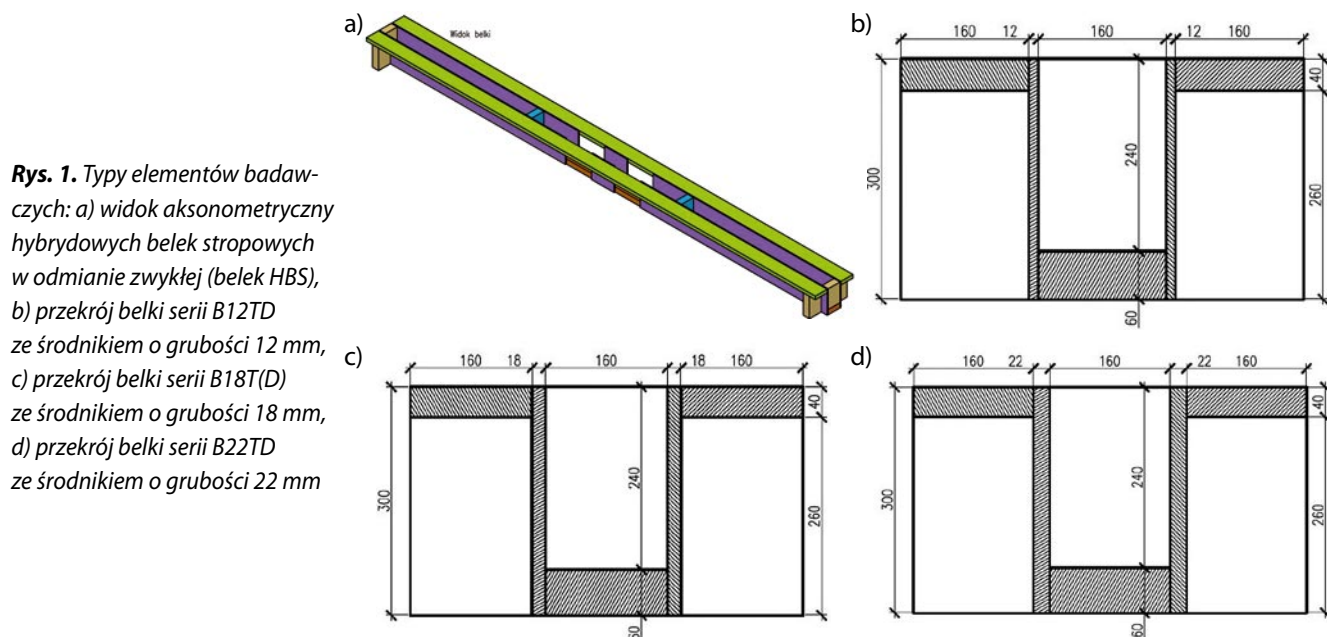 Rys. 1. Typy elementów badaw-
czych: a) widok aksonometryczny
hybrydowych belek stropowych
w odmianie zwykłej (belek HBS),
b) przekrój belki serii B12TD
ze środnikiem o grubości 12 mm,
c) przekrój belki serii B18T(D)
ze środnikiem o grubości 18 mm,
d) przekrój belki serii B22TD
ze środnikiem o grubości 22 mm
a)
Widok belki
b)
160 12 160 12 160
300
240
60
40
260
c)
160 18 160 18 160
300
240
60
40
260
d)
160 22 160 22 160
300
240
60
40
260